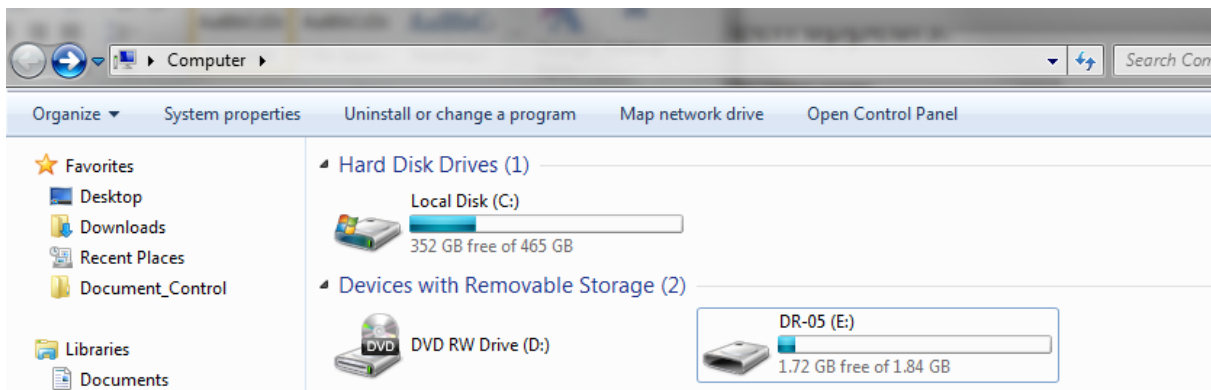 Computer
Search Com
Organize
System properties
Uninstall or change a program
Map network drive
Open Control Panel
Favorites
Desktop
Downloads
Recent Places
Document_Control
Libraries
Documents
Hard Disk Drives (1)
Local Disk (C:)
352 GB free of 465 GB
Devices with Removable Storage (2)
DVD
DVD RW Drive (D:)
DR-05 (E:)
1.72 GB free of 1.84 GB